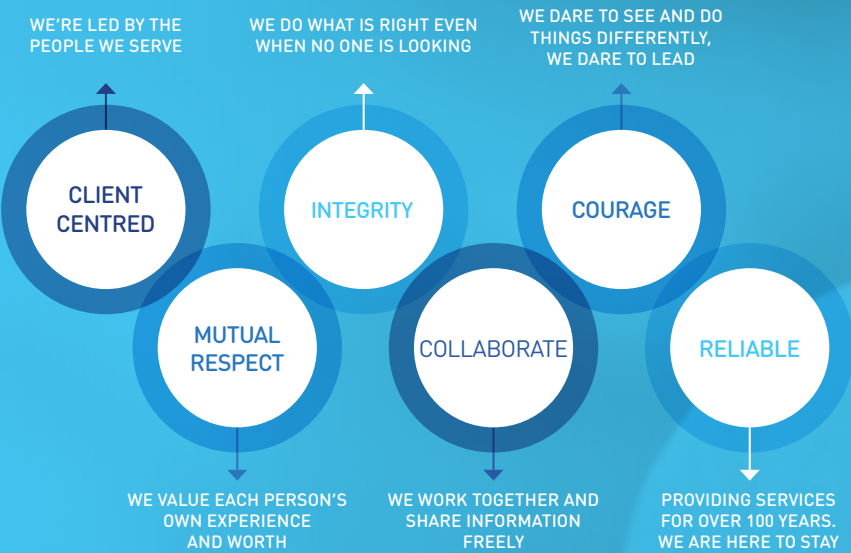 WE’RE LED BY THE
PEOPLE WE SERVE
WE DO WHAT IS RIGHT EVEN
WHEN NO ONE IS LOOKING
WE DARE TO SEE AND DO
THINGS DIFFERENTLY,
WE DARE TO LEAD
CLIENT
CENTRED
INTEGRITY
COURAGE
MUTUAL
RESPECT
COLLABORATE
RELIABLE
WE VALUE EACH PERSON’S
OWN EXPERIENCE
AND WORTH
WE WORK TOGETHER AND
SHARE INFORMATION
FREELY
PROVIDING SERVICES
FOR OVER 100 YEARS.
WE ARE HERE TO STAY